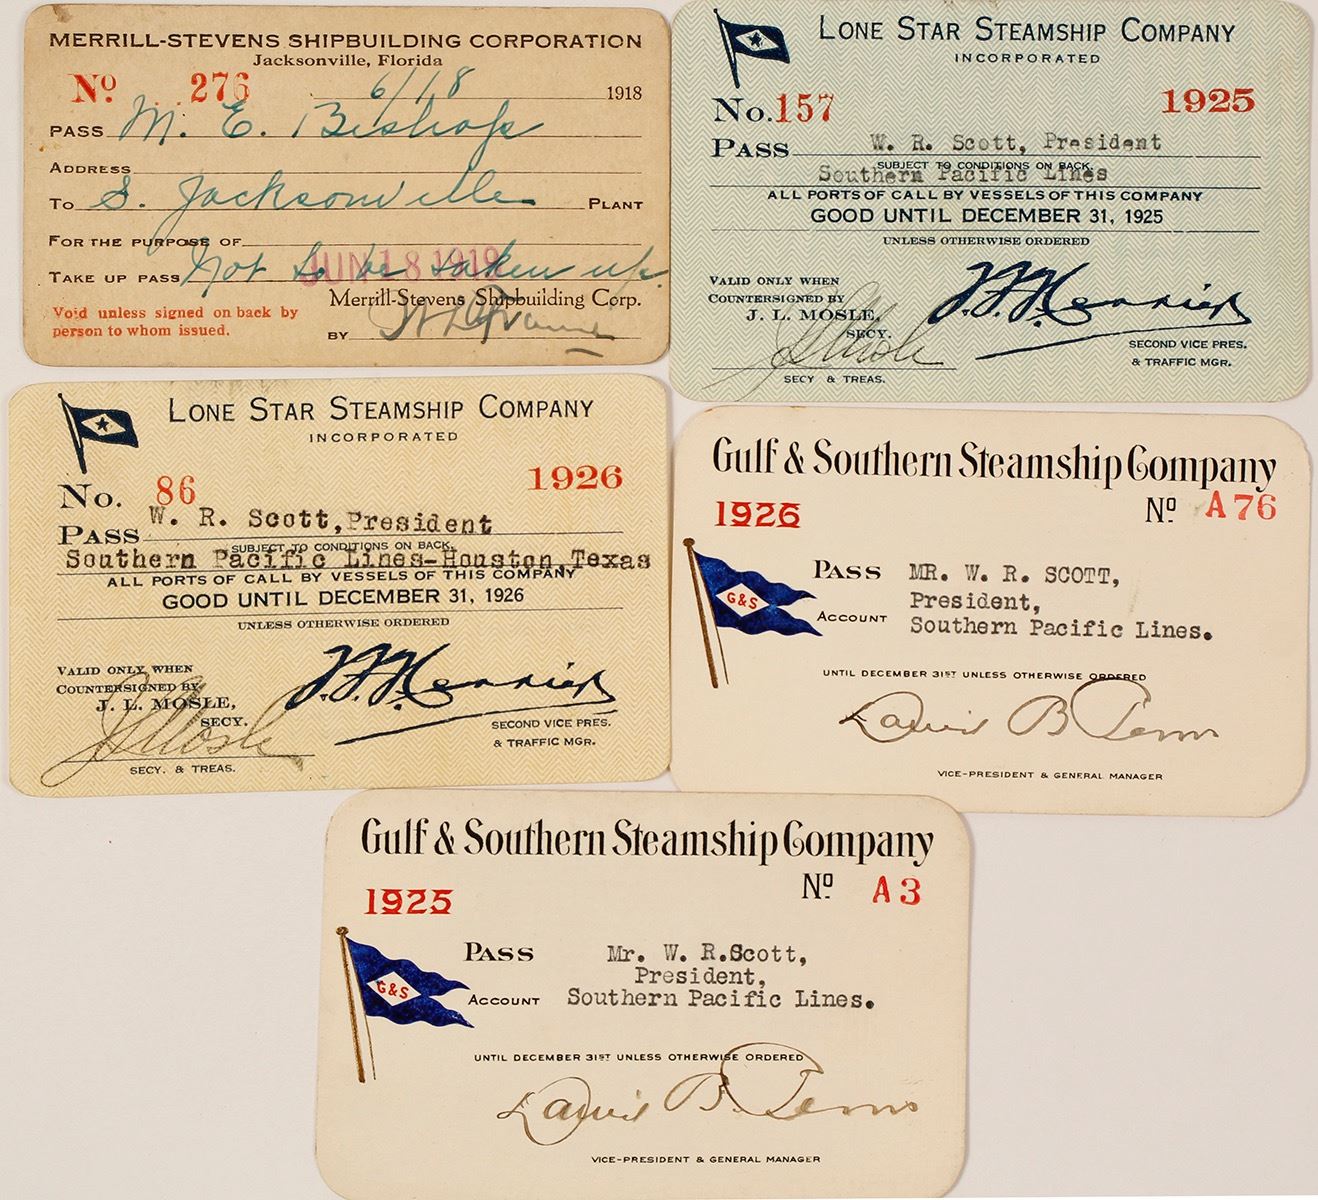 MERRILL-STEVENS SHIPBUILDING CORPORATION
Jacksonville, Florida
No 276 6/18 1918
PASS M. E. Bishop
ADDRESS
TO S. Jacksonville PLANT
FOR THE PURPOSE OF
TAKE UP PASS Not to be taken up.
JUN 18 1919
Void unless signed on back by
person to whom issued.
Merrill-Stevens Shipbuilding Corp.
BY
LONE STAR STEAMSHIP COMPANY
INCORPORATED
No. 157 1925
PASS W. R. Scott, President
SUBJECT TO CONDITIONS ON BACK.
Southern Pacific Lines
ALL PORTS OF CALL BY VESSELS OF THIS COMPANY
GOOD UNTIL DECEMBER 31, 1925
UNLESS OTHERWISE ORDERED
VALID ONLY WHEN
COUNTERSIGNED BY
J. L. MOSLE,
SECY.
J L Mosle
SECY & TREAS.
SECOND VICE PRES.
& TRAFFIC MGR.
LONE STAR STEAMSHIP COMPANY
INCORPORATED
No. 86 1926
PASS W. R. Scott, President
SUBJECT TO CONDITIONS ON BACK.
Southern Pacific Lines-Houston, Texas
ALL PORTS OF CALL BY VESSELS OF THIS COMPANY
GOOD UNTIL DECEMBER 31, 1926
UNLESS OTHERWISE ORDERED
VALID ONLY WHEN
COUNTERSIGNED BY
J. L. MOSLE,
SECY.
J L Mosle
SECY. & TREAS.
SECOND VICE PRES.
& TRAFFIC MGR.
Gulf & Southern Steamship Company
1926 No A 76
G&S
PASS MR. W. R. SCOTT,
President,
ACCOUNT Southern Pacific Lines.
UNTIL DECEMBER 31ST UNLESS OTHERWISE ORDERED
VICE-PRESIDENT & GENERAL MANAGER
Gulf & Southern Steamship Company
1925 No A 3
G&S
PASS Mr. W. R. Scott,
President,
ACCOUNT Southern Pacific Lines.
UNTIL DECEMBER 31ST UNLESS OTHERWISE ORDERED
VICE-PRESIDENT & GENERAL MANAGER